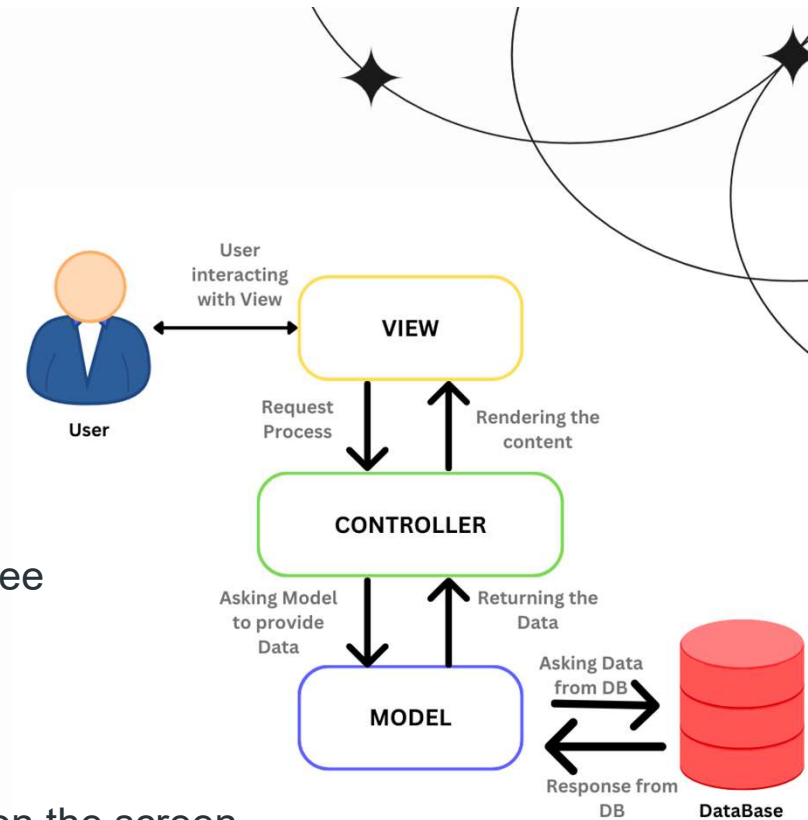 User
interacting
with View
VIEW
User
Request
Process
Rendering the
content
CONTROLLER
ee
Asking Model
to provide
Data
Returning the
Data
Asking Data
from DB
MODEL
Response from
DB
DataBase
on the screen